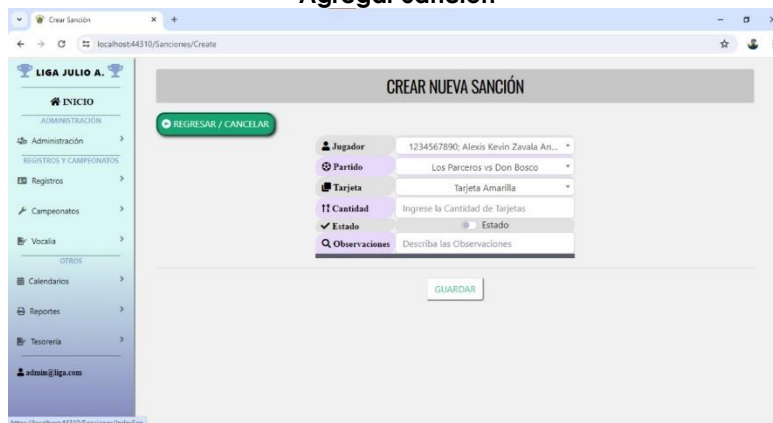 Agregar Sanción
Crear Sanción
localhost:44310/Sanciones/Create
LIGA JULIO A.
INICIO
ADMINISTRACIÓN
Administración
REGISTROS Y CAMPEONATOS
Registros
Campeonatos
Vocalia
OTROS
Calendarios
Reportes
Tesorería
admin@liga.com
CREAR NUEVA SANCIÓN
REGRESAR / CANCELAR
Jugador 1234567890; Alexis Kevin Zavala An...
Partido Los Parceros vs Don Bosco
Tarjeta Tarjeta Amarilla
Cantidad Ingrese la Cantidad de Tarjetas
Estado Estado
Observaciones Describa las Observaciones
GUARDAR